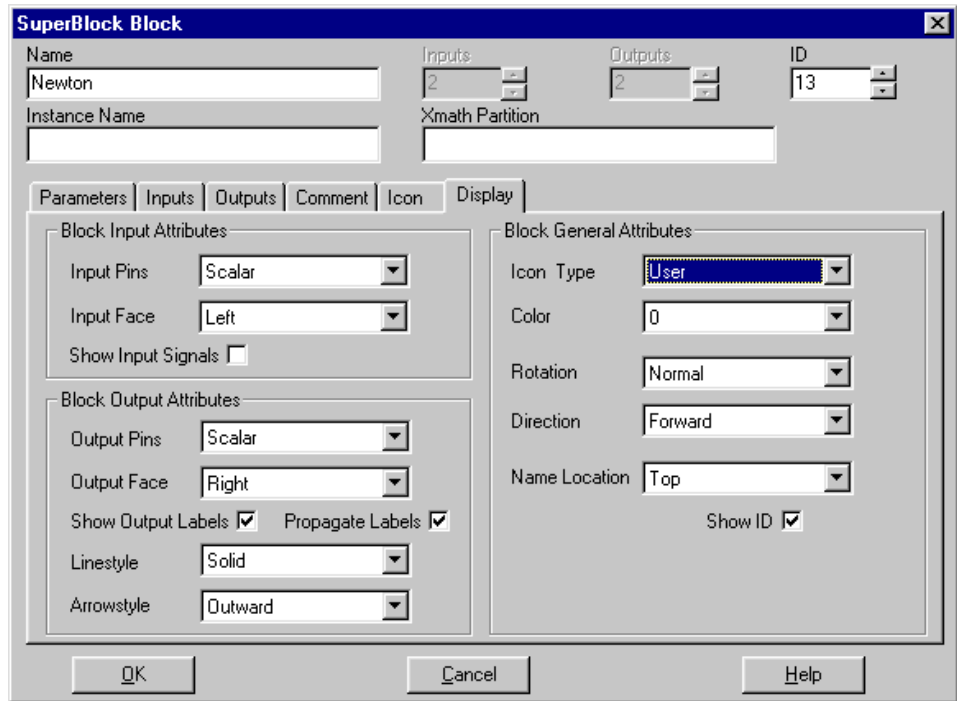 SuperBlock Block
Name Inputs Outputs ID
Newton 2 2 13
Instance Name Xmath Partition
Parameters Inputs Outputs Comment Icon Display
Block Input Attributes
Input Pins Scalar
Input Face Left
Show Input Signals
Block Output Attributes
Output Pins Scalar
Output Face Right
Show Output Labels Propagate Labels
Linestyle Solid
Arrowstyle Outward
Block General Attributes
Icon Type User
Color 0
Rotation Normal
Direction Forward
Name Location Top
Show ID
OK Cancel Help